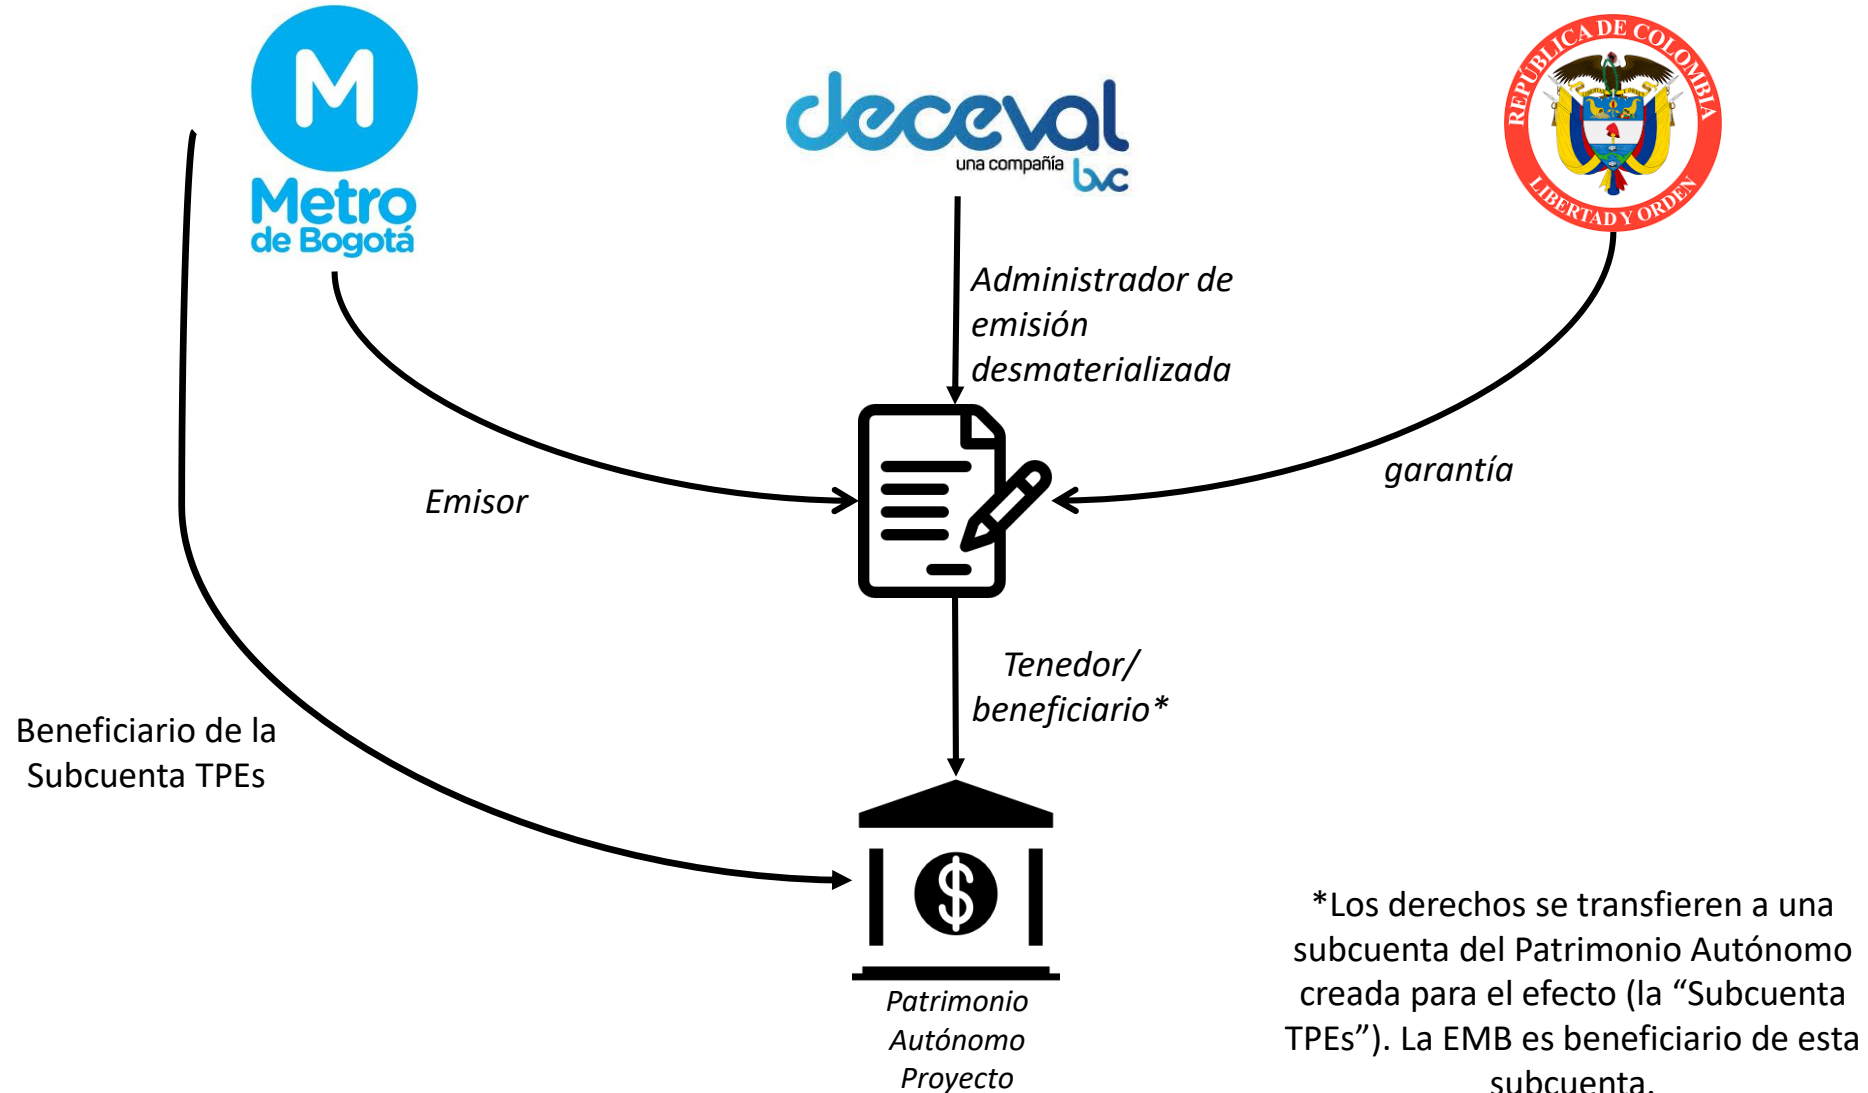 M
Metro
de Bogotá
deceval
una compañía
bvc
REPÚBLICA DE COLOMBIA
LIBERTAD Y ORDEN
Administrador de
emisión
desmaterializada
Emisor
garantía
Tenedor/
beneficiario*
Beneficiario de la
Subcuenta TPEs
$
Patrimonio
Autónomo
Proyecto
*Los derechos se transfieren a una
subcuenta del Patrimonio Autónomo
creada para el efecto (la “Subcuenta
TPEs”). La EMB es beneficiario de esta
subcuenta.